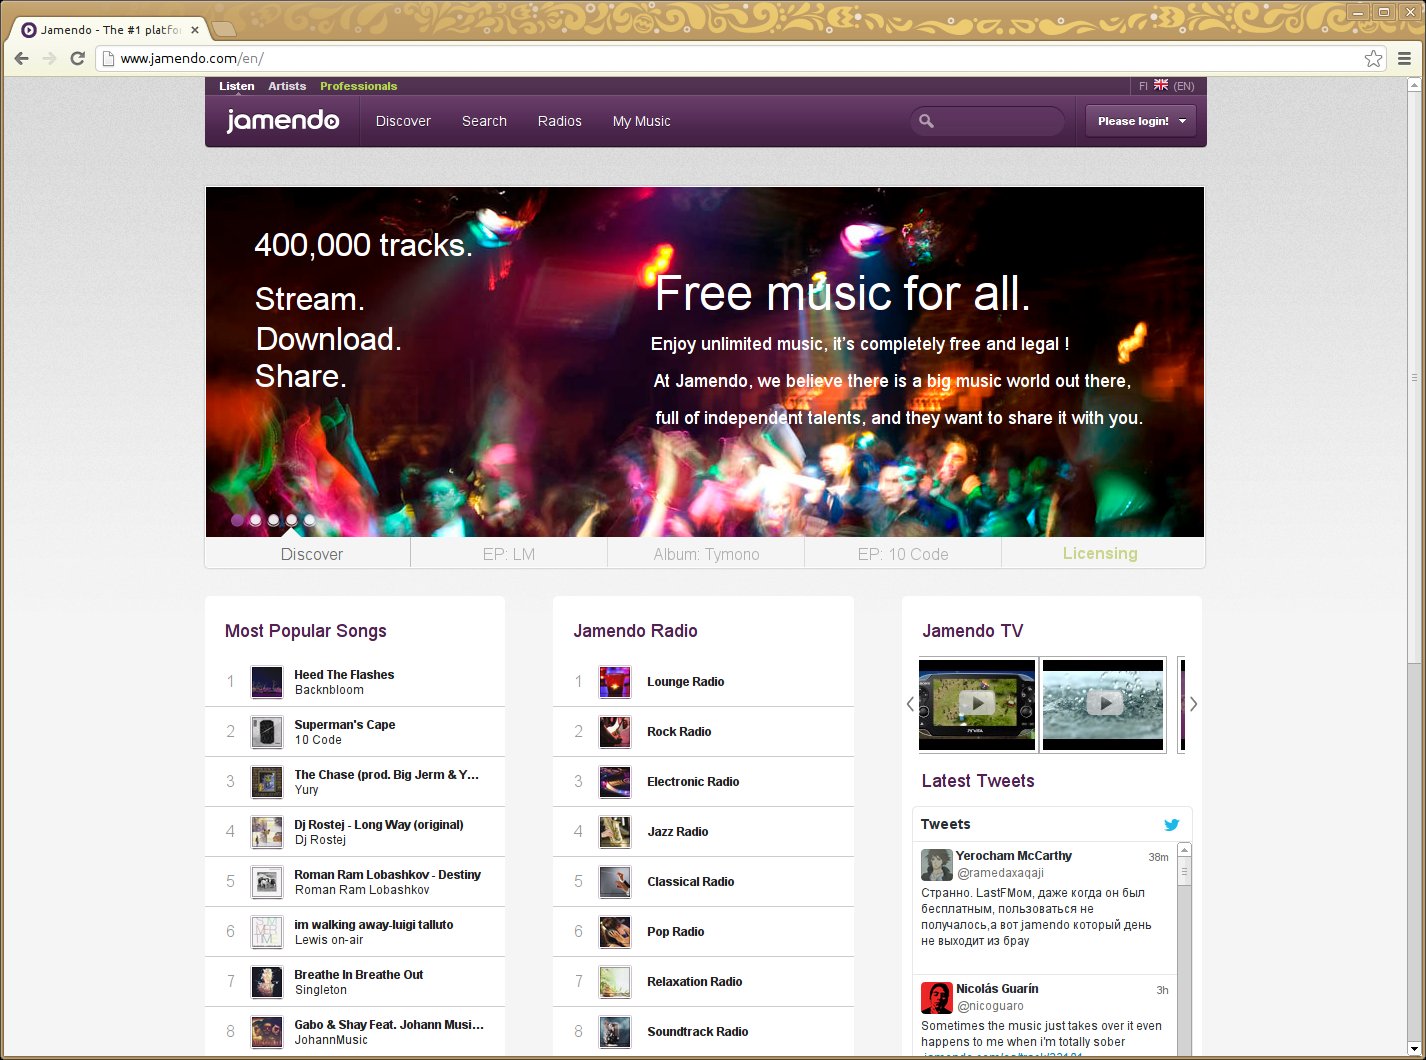 Jamendo - The #1 platfo
www.jamendo.com/en/
Listen Artists Professionals
FI (EN)
jamendo
Discover Search Radios My Music
Please login!
400,000 tracks.
Stream.
Download.
Share.
Free music for all.
Enjoy unlimited music, it's completely free and legal !
At Jamendo, we believe there is a big music world out there,
full of independent talents, and they want to share it with you.
Discover
EP: LM
Album: Tymono
EP: 10 Code
Licensing
Most Popular Songs
1
Heed The Flashes
Backnbloom
2
Superman's Cape
10 Code
3
The Chase (prod. Big Jerm & Y...
Yury
4
Dj Rostej - Long Way (original)
Dj Rostej
5
Roman Ram Lobashkov - Destiny
Roman Ram Lobashkov
6
im walking away-luigi talluto
Lewis on-air
7
Breathe In Breathe Out
Singleton
8
Gabo & Shay Feat. Johann Musi...
JohannMusic
Jamendo Radio
1 Lounge Radio
2 Rock Radio
3 Electronic Radio
4 Jazz Radio
5 Classical Radio
6 Pop Radio
7 Relaxation Radio
8 Soundtrack Radio
Jamendo TV
PS VITA
Latest Tweets
Tweets
Yerocham McCarthy 38m
@ramedaxaqaji
Странно. LastFMом, даже когда он был
бесплатным, пользоваться не
получалось,а вот jamendo который день
не выходит из брау
Nicolás Guarín 3h
@nicoguaro
Sometimes the music just takes over it even
happens to me when i'm totally sober